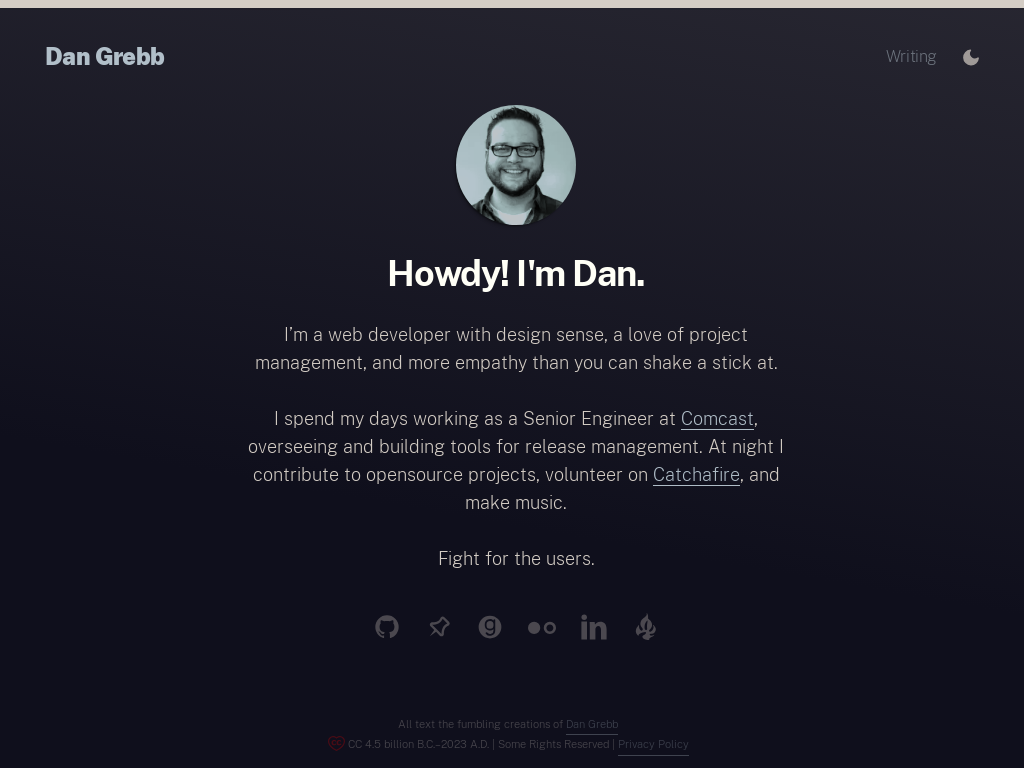 Dan Grebb
Writing
Howdy! I'm Dan.
I’m a web developer with design sense, a love of project
management, and more empathy than you can shake a stick at.
I spend my days working as a Senior Engineer at Comcast,
overseeing and building tools for release management. At night I
contribute to opensource projects, volunteer on Catchafire, and
make music.
Fight for the users.
All text the fumbling creations of Dan Grebb
CC 4.5 billion B.C.–2023 A.D. | Some Rights Reserved | Privacy Policy